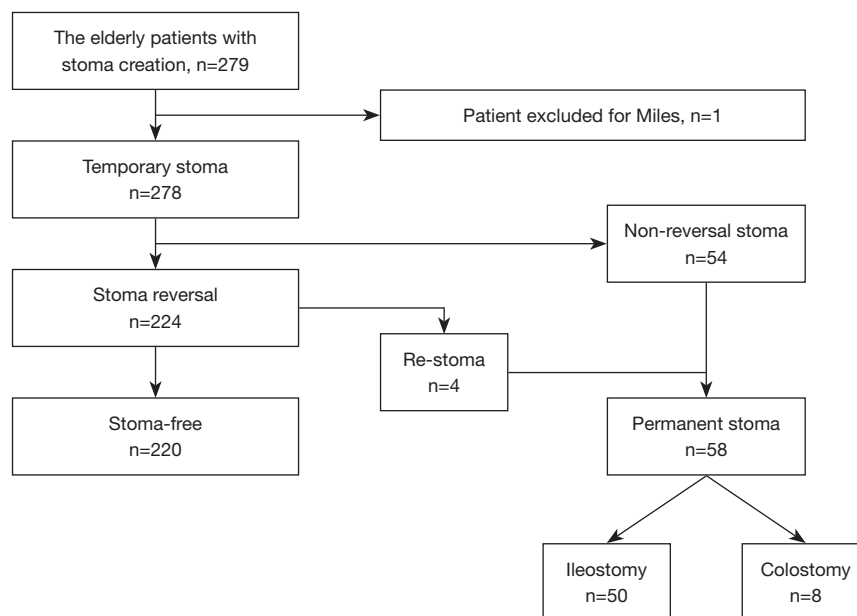 The elderly patients with
stoma creation, n=279
Patient excluded for Miles, n=1
Temporary stoma
n=278
Non-reversal stoma
n=54
Stoma reversal
n=224
Re-stoma
n=4
Stoma-free
n=220
Permanent stoma
n=58
Ileostomy
n=50
Colostomy
n=8